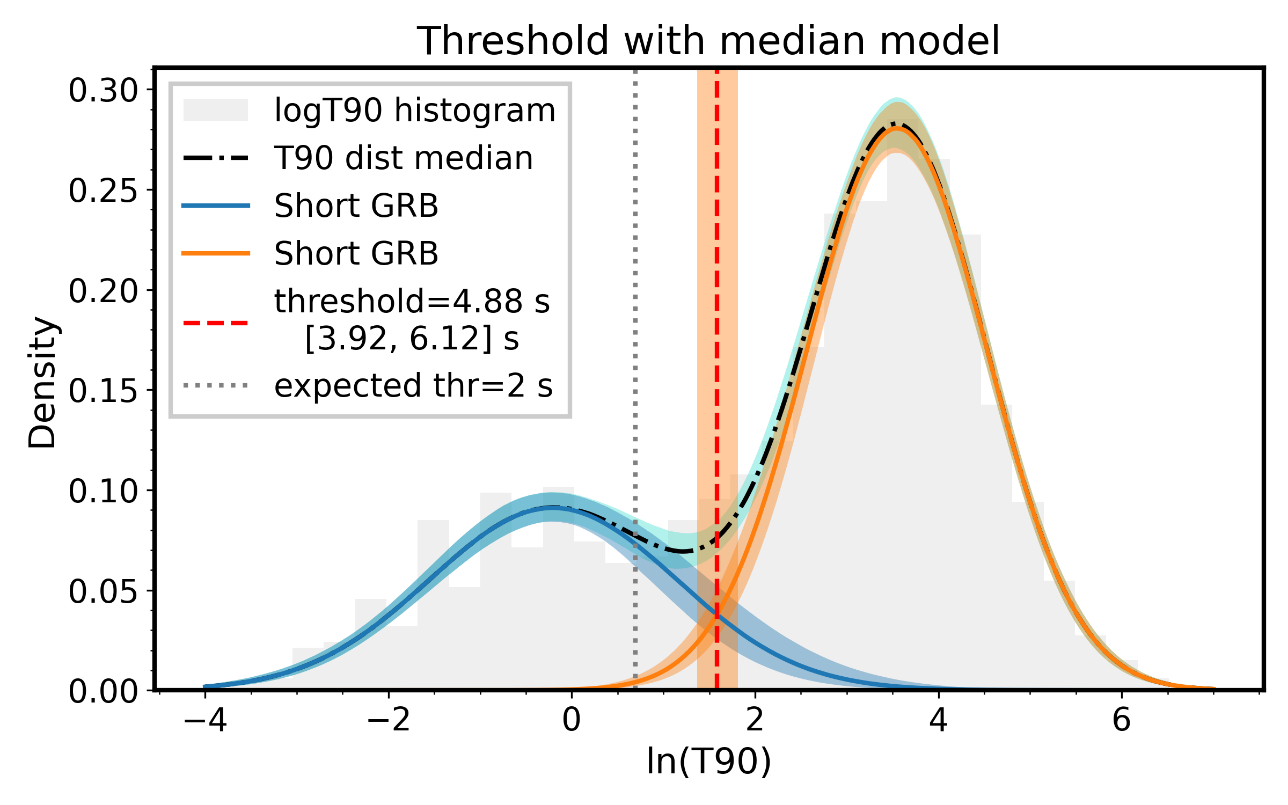 Threshold with median model
0.30
0.25
0.20
0.15
0.10
0.05
0.00
Density
logT90 histogram
T90 dist median
Short GRB
Short GRB
threshold=4.88 s
[3.92, 6.12] s
expected thr=2 s
−4
−2
0
2
4
6
ln(T90)